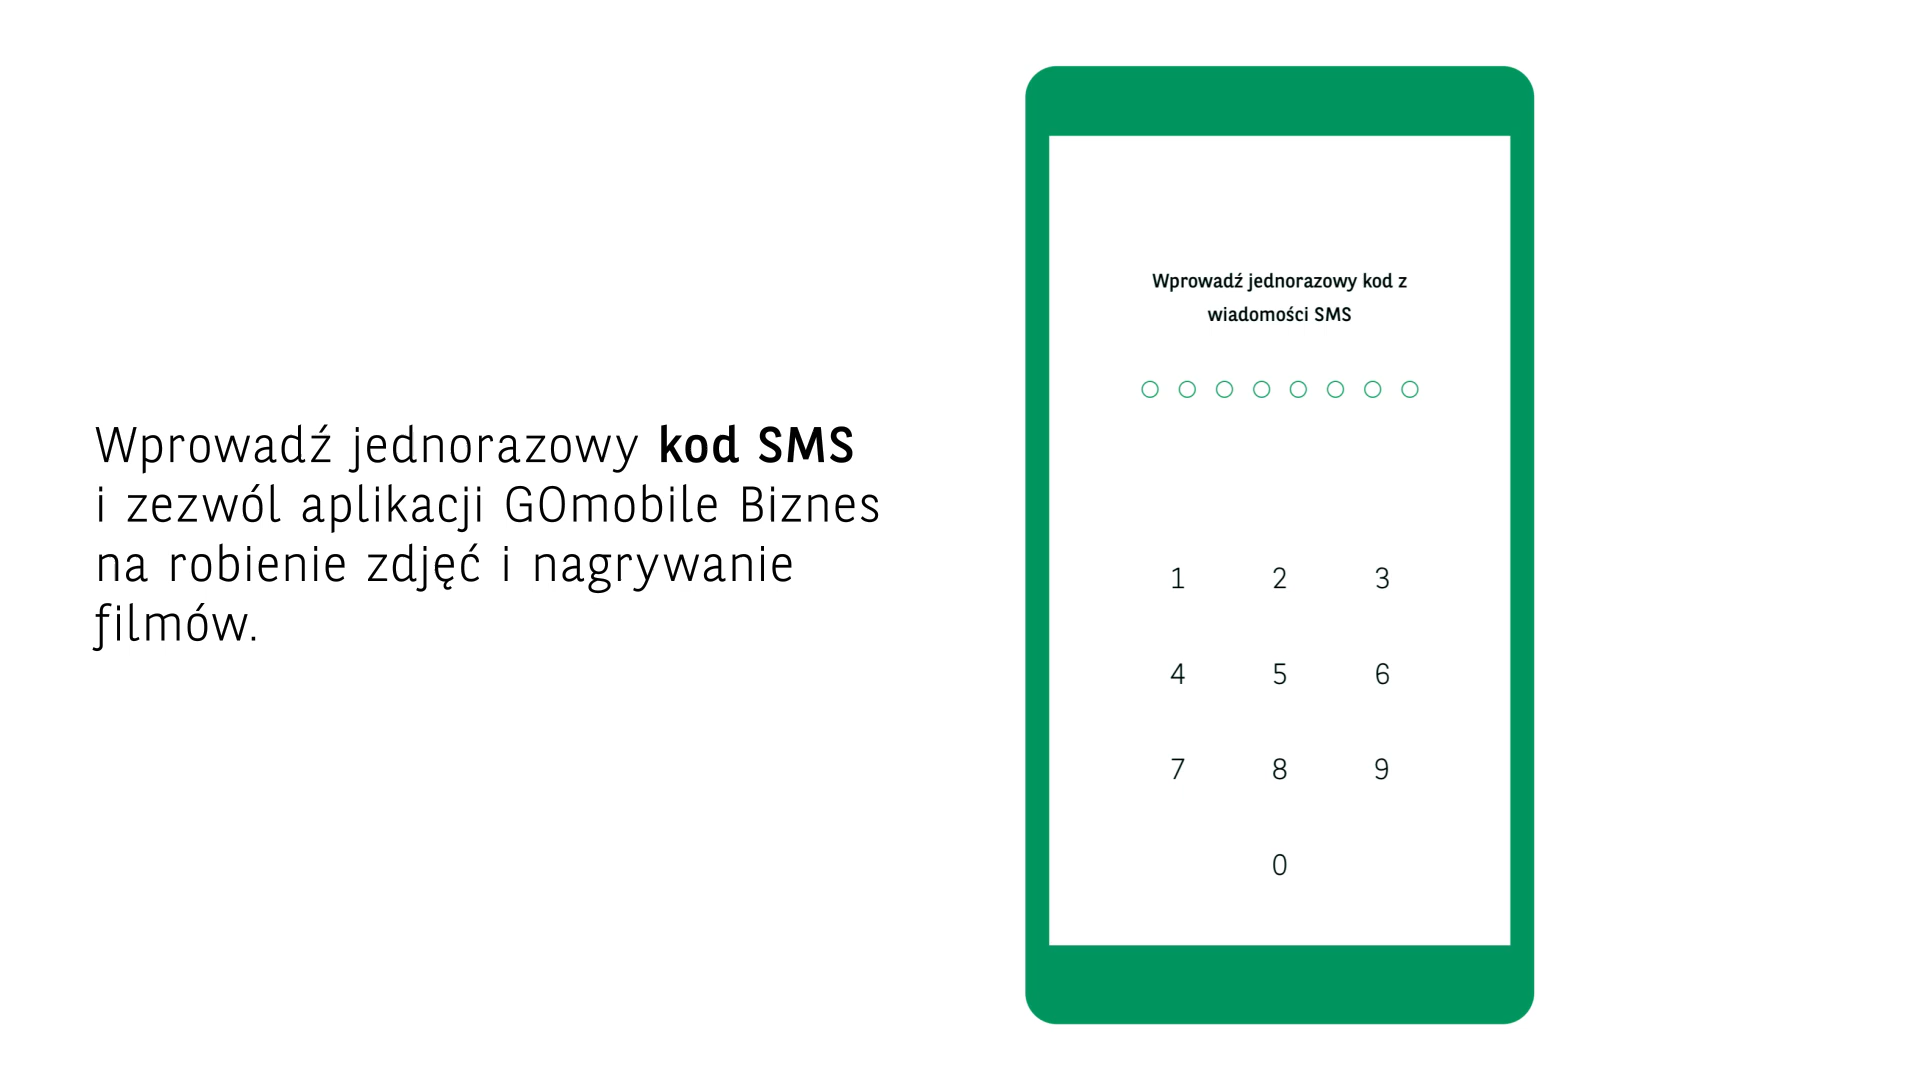 Wprowadź jednorazowy kod SMS
i zezwól aplikacji GOmobile Biznes
na robienie zdjęć i nagrywanie
filmów.
Wprowadź jednorazowy kod z
wiadomości SMS
1 2 3
4 5 6
7 8 9
0